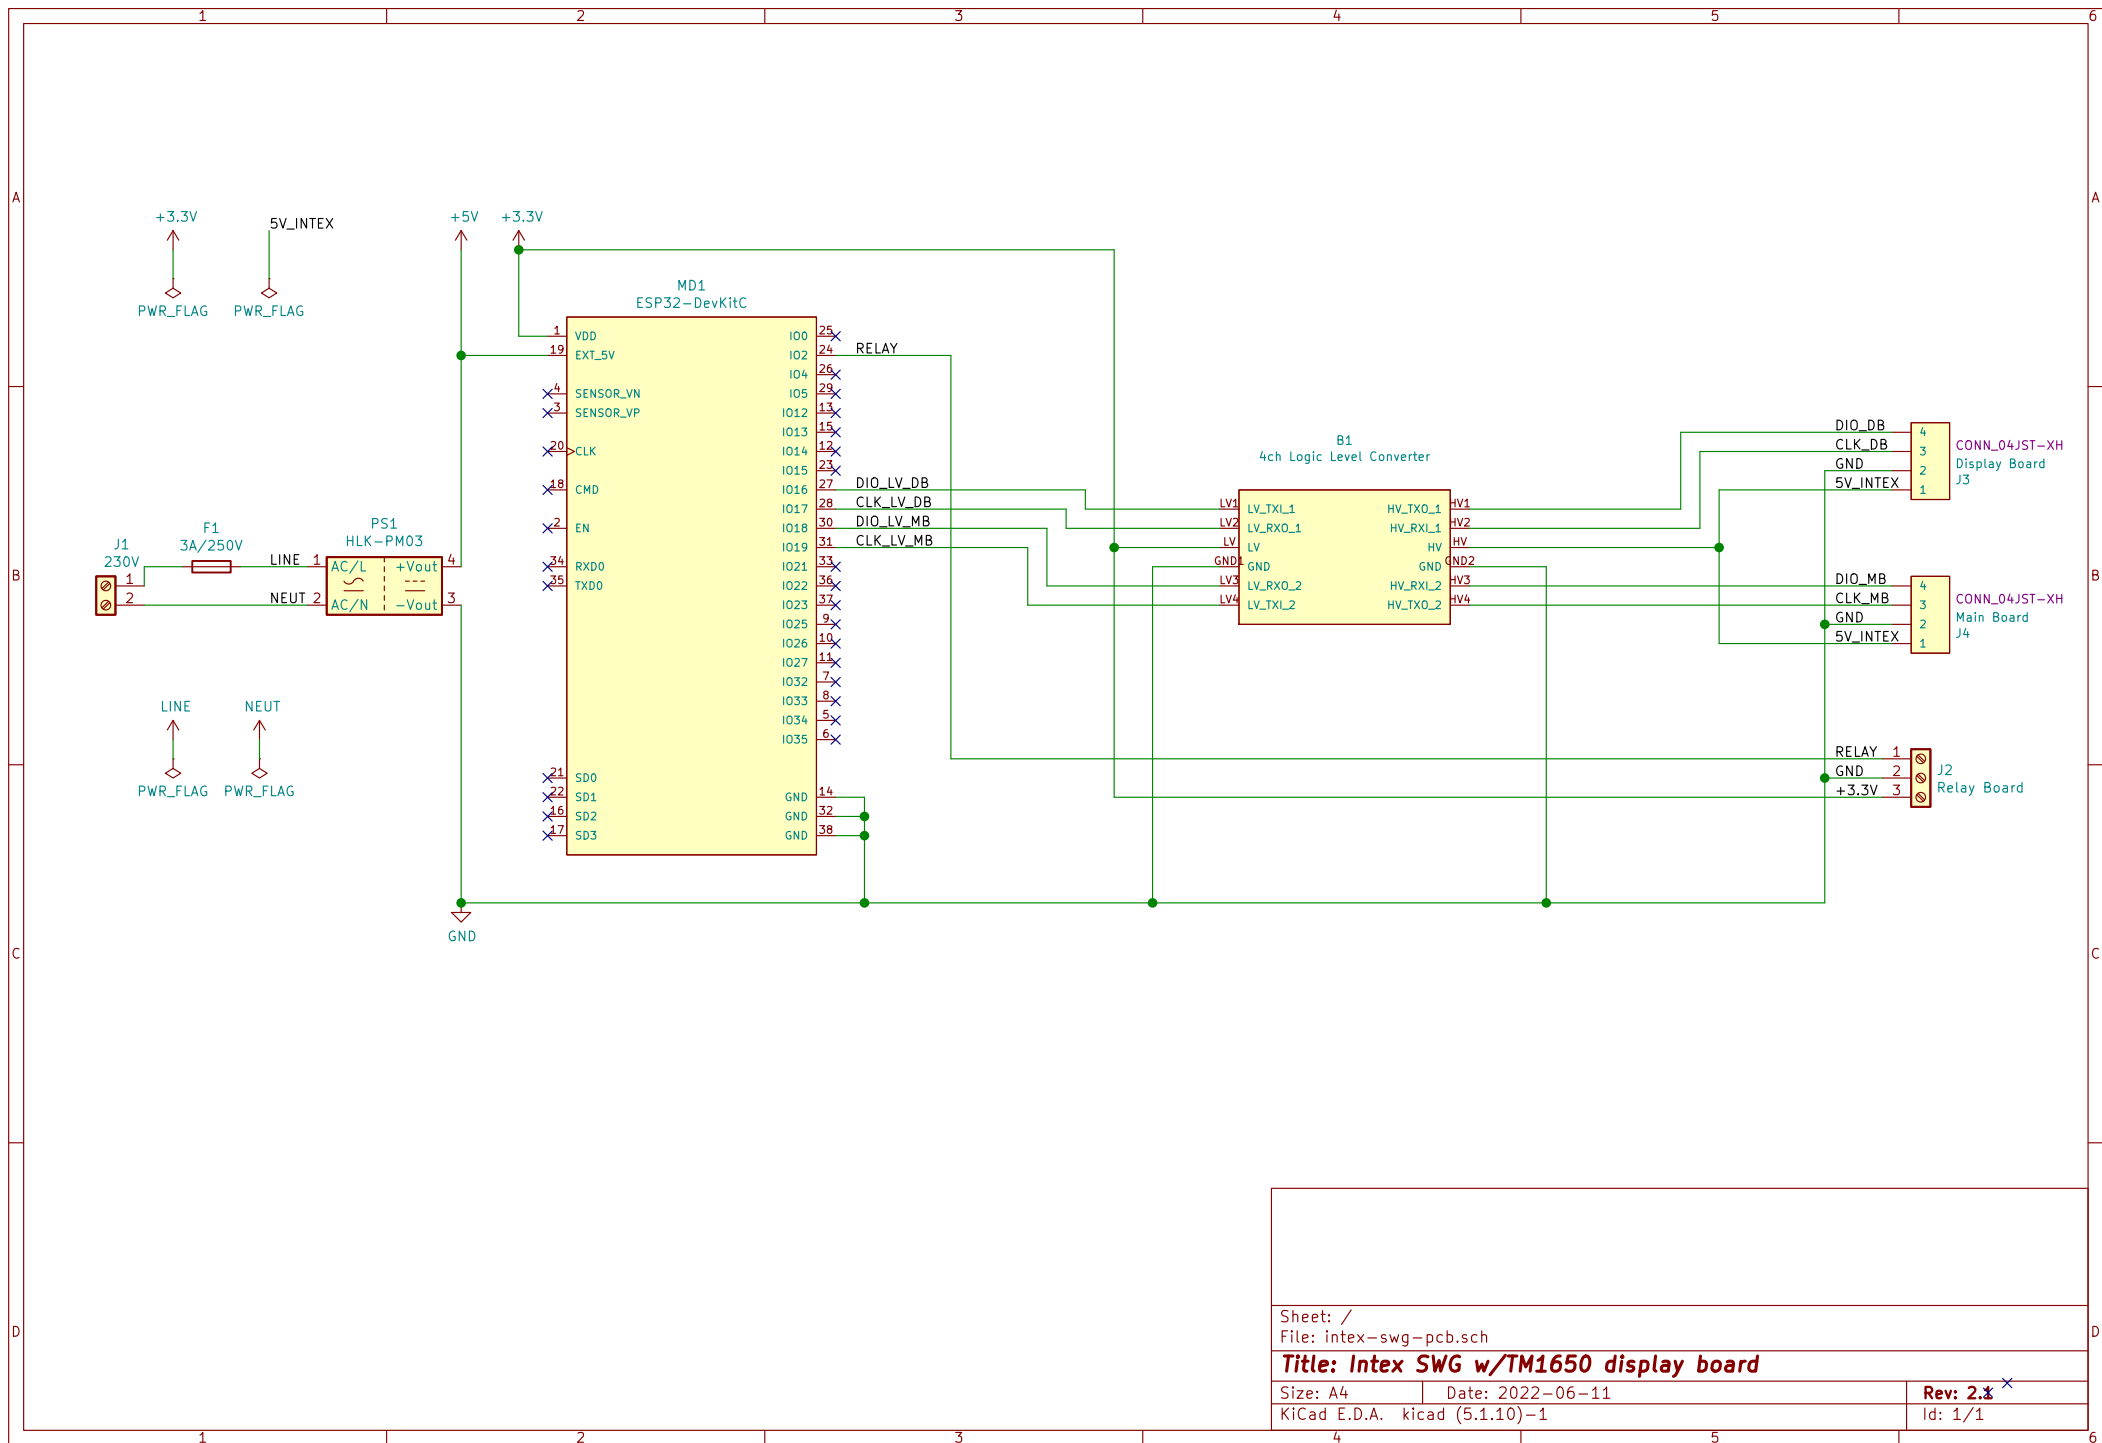 1 2 3 4 5 6
A A
B B
C C
D D
+3.3V
PWR_FLAG
5V_INTEX
PWR_FLAG
+5V
+3.3V
LINE
PWR_FLAG
NEUT
PWR_FLAG
J1
230V
1
2
F1
3A/250V
LINE
NEUT
PS1
HLK-PM03
1 AC/L +Vout 4
2 AC/N -Vout 3
GND
MD1
ESP32-DevKitC
1 VDD
19 EXT_5V
4 SENSOR_VN
3 SENSOR_VP
20 CLK
18 CMD
2 EN
34 RXD0
35 TXD0
21 SD0
22 SD1
16 SD2
17 SD3
IO0 25
IO2 24 RELAY
IO4 26
IO5 29
IO12 13
IO13 15
IO14 12
IO15 23
IO16 27 DIO_LV_DB
IO17 28 CLK_LV_DB
IO18 30 DIO_LV_MB
IO19 31 CLK_LV_MB
IO21 33
IO22 36
IO23 37
IO25 9
IO26 10
IO27 11
IO32 7
IO33 8
IO34 5
IO35 6
GND 14
GND 32
GND 38
B1
4ch Logic Level Converter
LV1 LV_TXI_1 HV_TXO_1 HV1
LV2 LV_RXO_1 HV_RXI_1 HV2
LV LV HV HV
GND1 GND GND GND2
LV3 LV_RXO_2 HV_RXI_2 HV3
LV4 LV_TXI_2 HV_TXO_2 HV4
DIO_DB 4
CLK_DB 3
GND 2
5V_INTEX 1
CONN_04JST-XH
Display Board
J3
DIO_MB 4
CLK_MB 3
GND 2
5V_INTEX 1
CONN_04JST-XH
Main Board
J4
RELAY 1
GND 2
+3.3V 3
J2
Relay Board
Sheet: /
File: intex-swg-pcb.sch
Title: Intex SWG w/TM1650 display board
Size: A4 Date: 2022-06-11 Rev: 2.1
KiCad E.D.A. kicad (5.1.10)-1 Id: 1/1
1 2 3 4 5 6